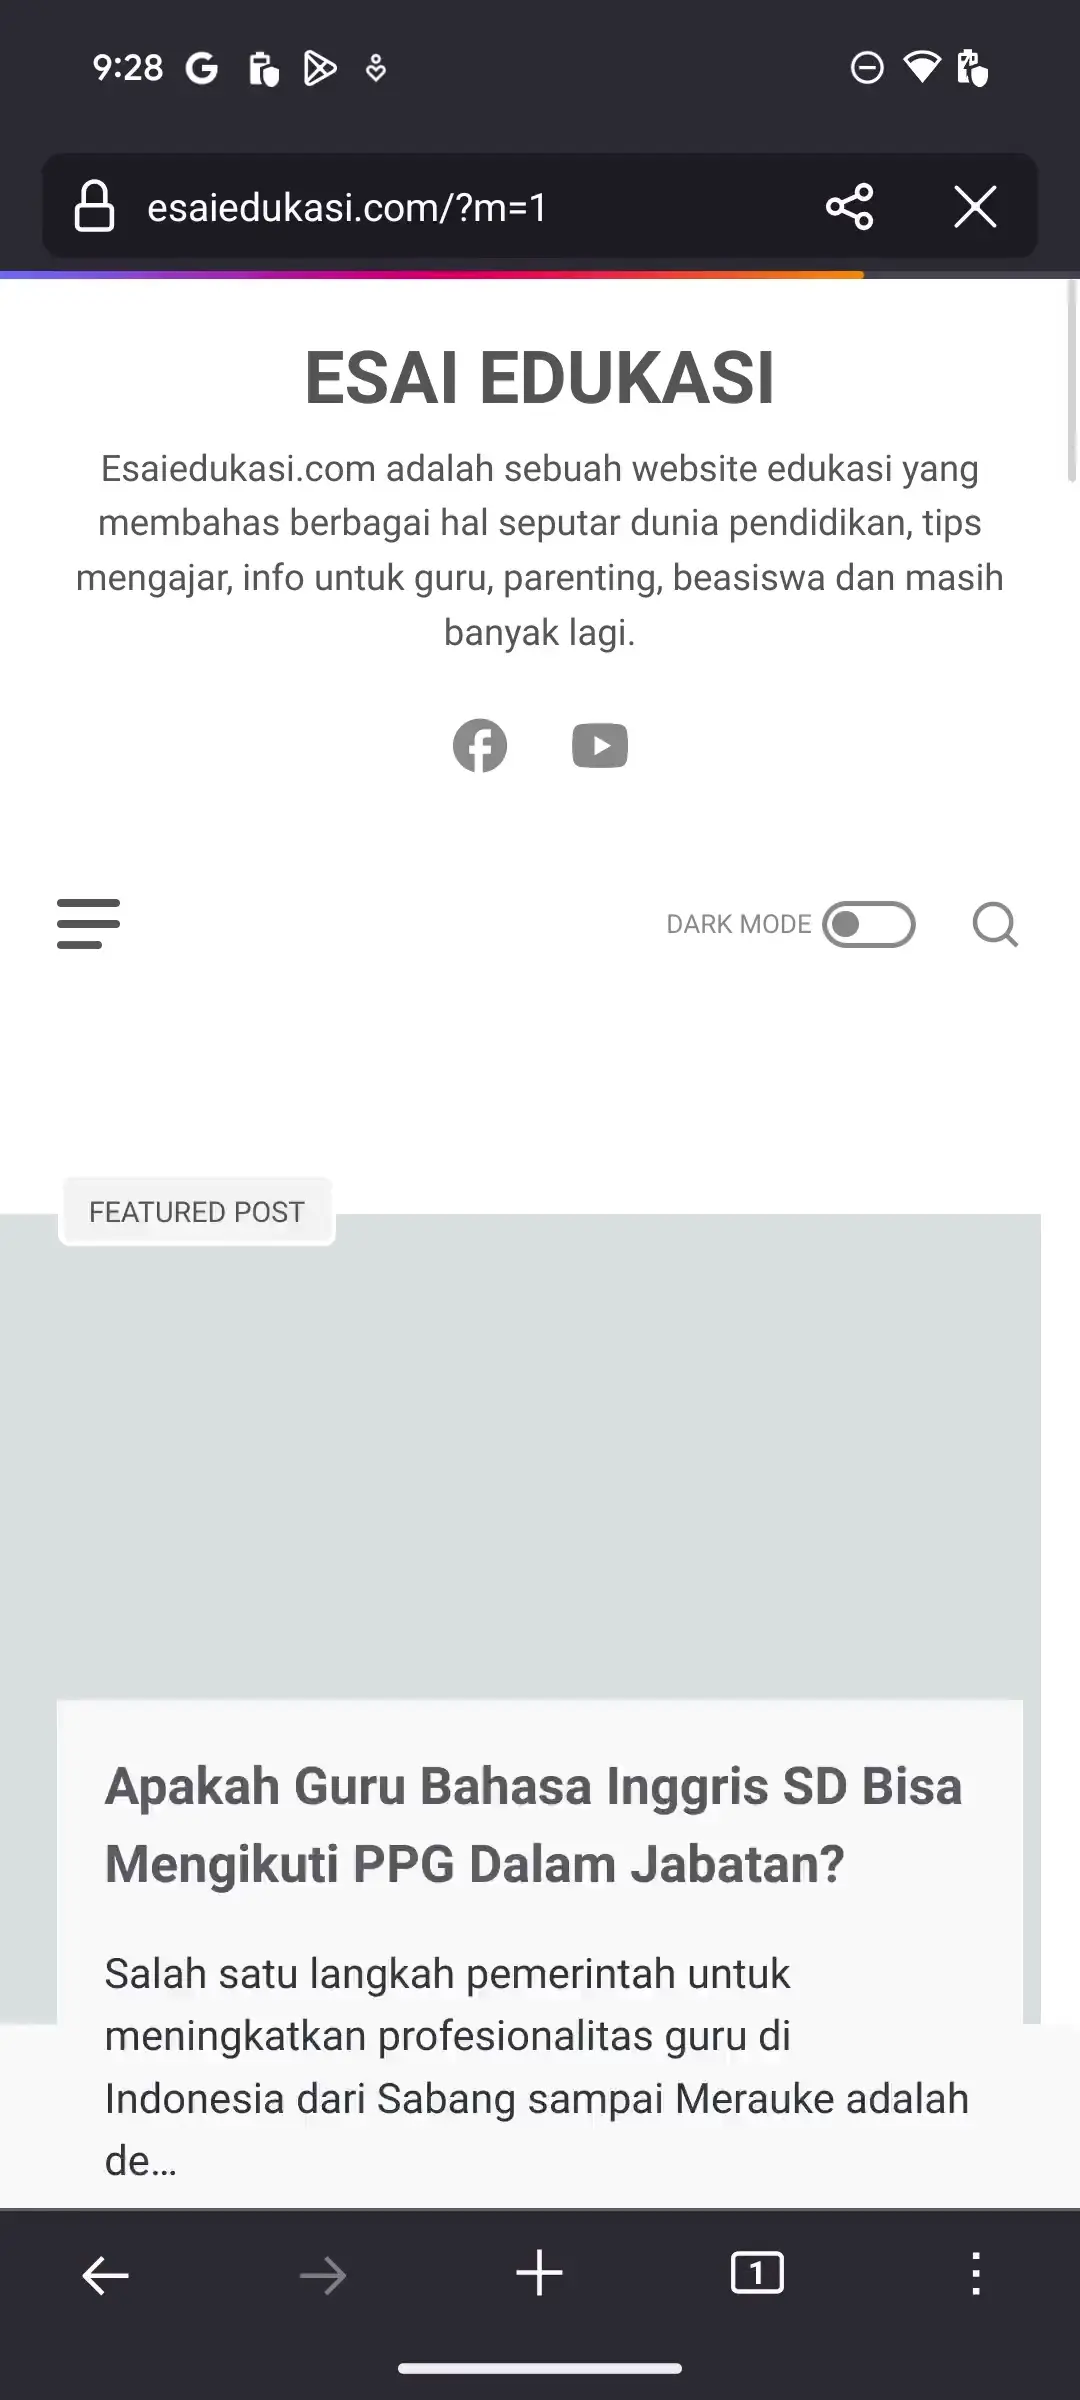 9:28
esaiedukasi.com/?m=1
ESAI EDUKASI
Esaiedukasi.com adalah sebuah website edukasi yang
membahas berbagai hal seputar dunia pendidikan, tips
mengajar, info untuk guru, parenting, beasiswa dan masih
banyak lagi.
DARK MODE
FEATURED POST
Apakah Guru Bahasa Inggris SD Bisa
Mengikuti PPG Dalam Jabatan?
Salah satu langkah pemerintah untuk
meningkatkan profesionalitas guru di
Indonesia dari Sabang sampai Merauke adalah
de...
1